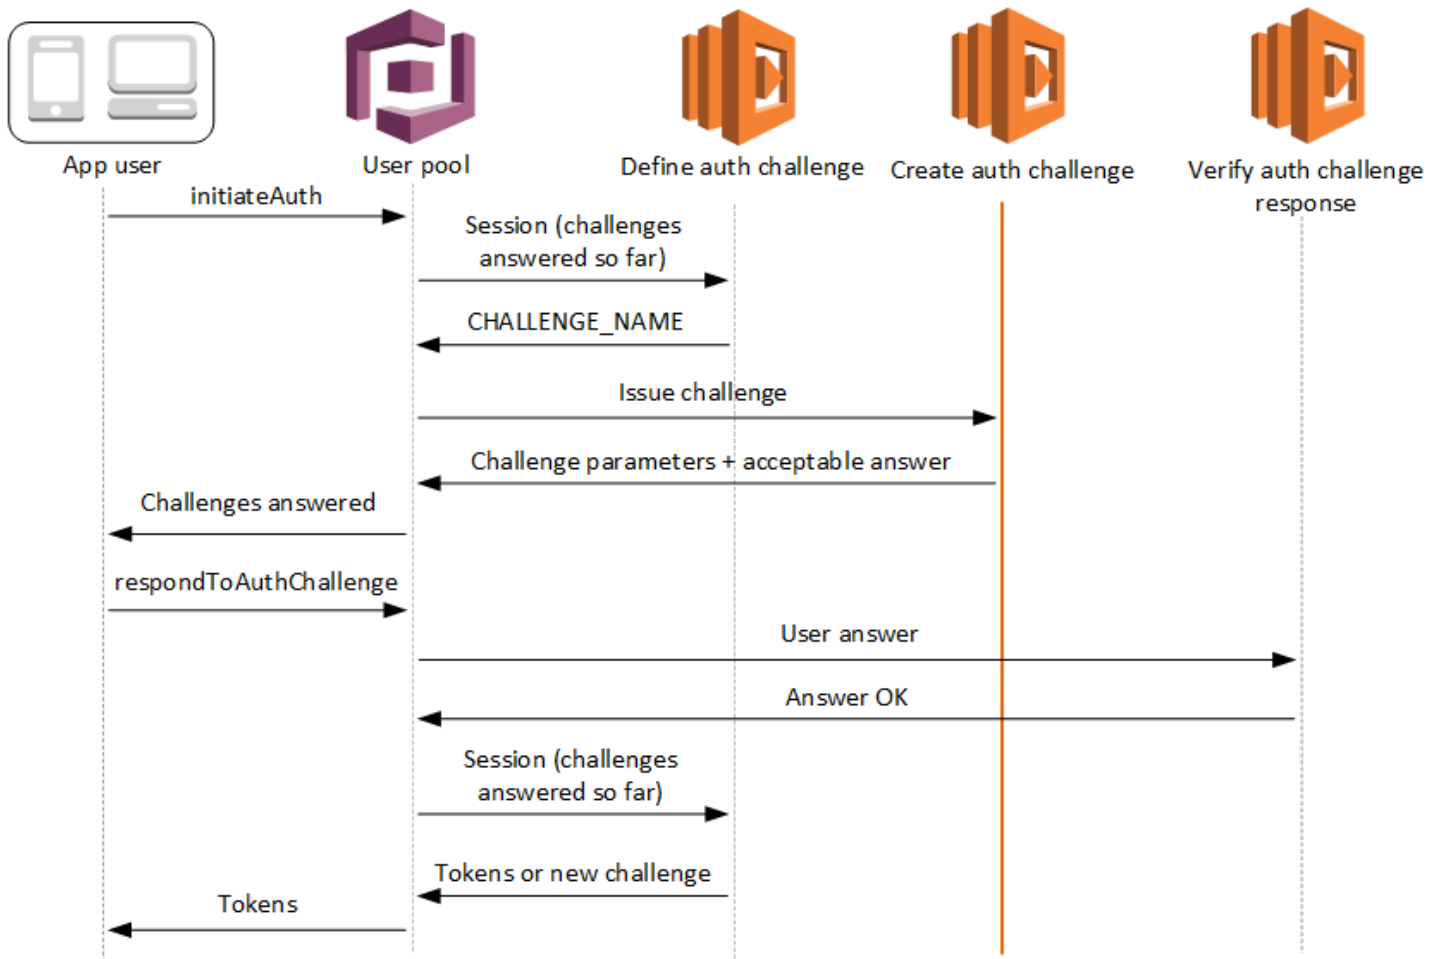 App user
User pool
Define auth challenge
Create auth challenge
Verify auth challenge
response
initiateAuth
Session (challenges
answered so far)
CHALLENGE_NAME
Issue challenge
Challenge parameters + acceptable answer
Challenges answered
respondToAuthChallenge
User answer
Answer OK
Session (challenges
answered so far)
Tokens or new challenge
Tokens